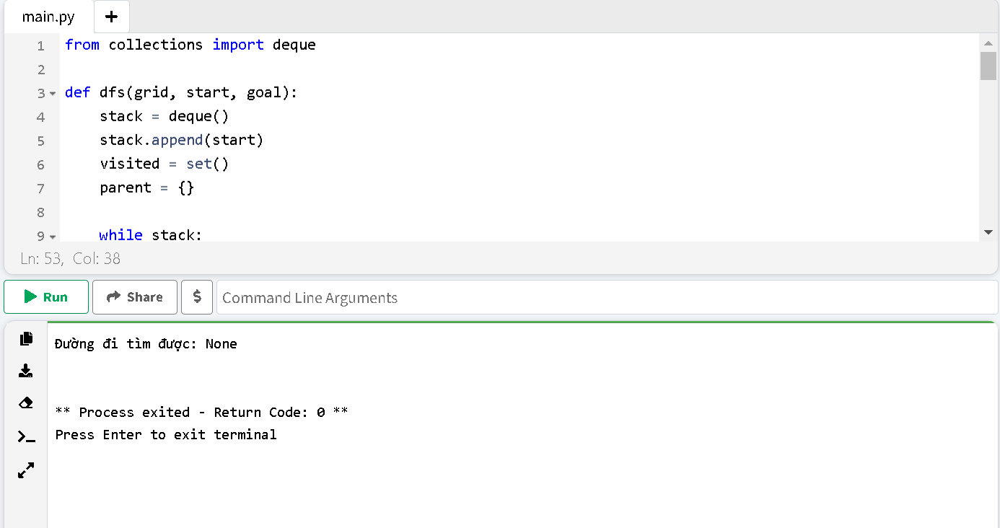 main.py
1 from collections import deque
2
3 def dfs(grid, start, goal):
4     stack = deque()
5     stack.append(start)
6     visited = set()
7     parent = {}
8
9     while stack:
Ln: 53, Col: 38
Run Share $ Command Line Arguments
Đường đi tìm được: None
** Process exited - Return Code: 0 **
Press Enter to exit terminal